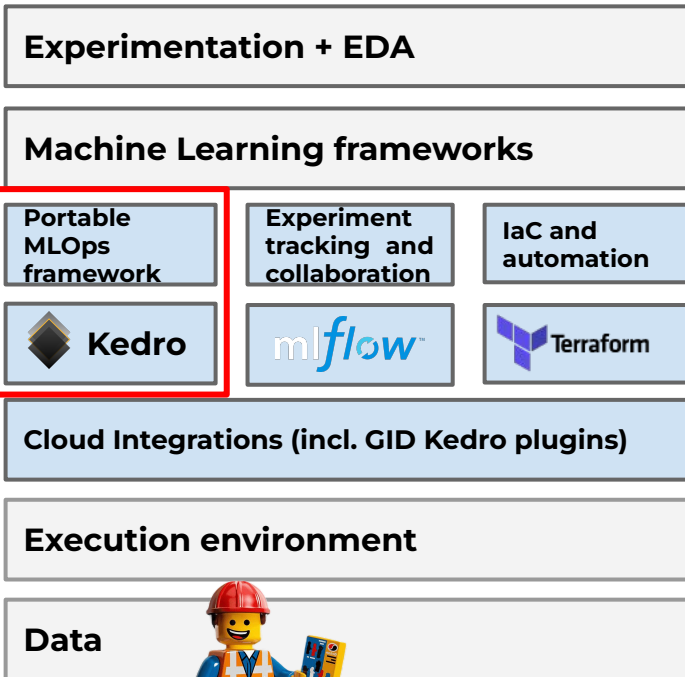 Experimentation + EDA
Machine Learning frameworks
Portable
MLOps
framework
Experiment
tracking and
collaboration
IaC and
automation
Kedro
mlflow™
Terraform
Cloud Integrations (incl. GID Kedro plugins)
Execution environment
Data